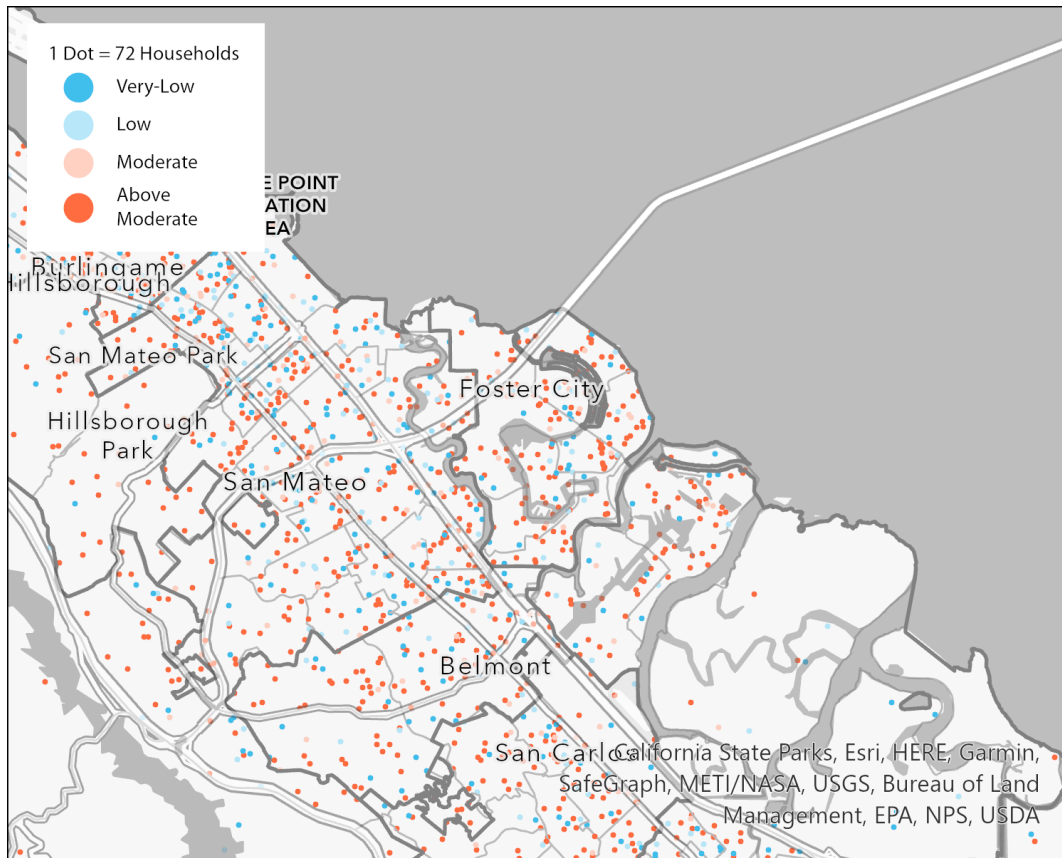 1 Dot = 72 Households
Very-Low
Low
Moderate
Above
Moderate
E POINT
ATION
EA
Burlingame
Hillsborough
San Mateo Park
Hillsborough
Park
San Mateo
Foster City
Belmont
San Carlos
California State Parks, Esri, HERE, Garmin,
SafeGraph, METI/NASA, USGS, Bureau of Land
Management, EPA, NPS, USDA